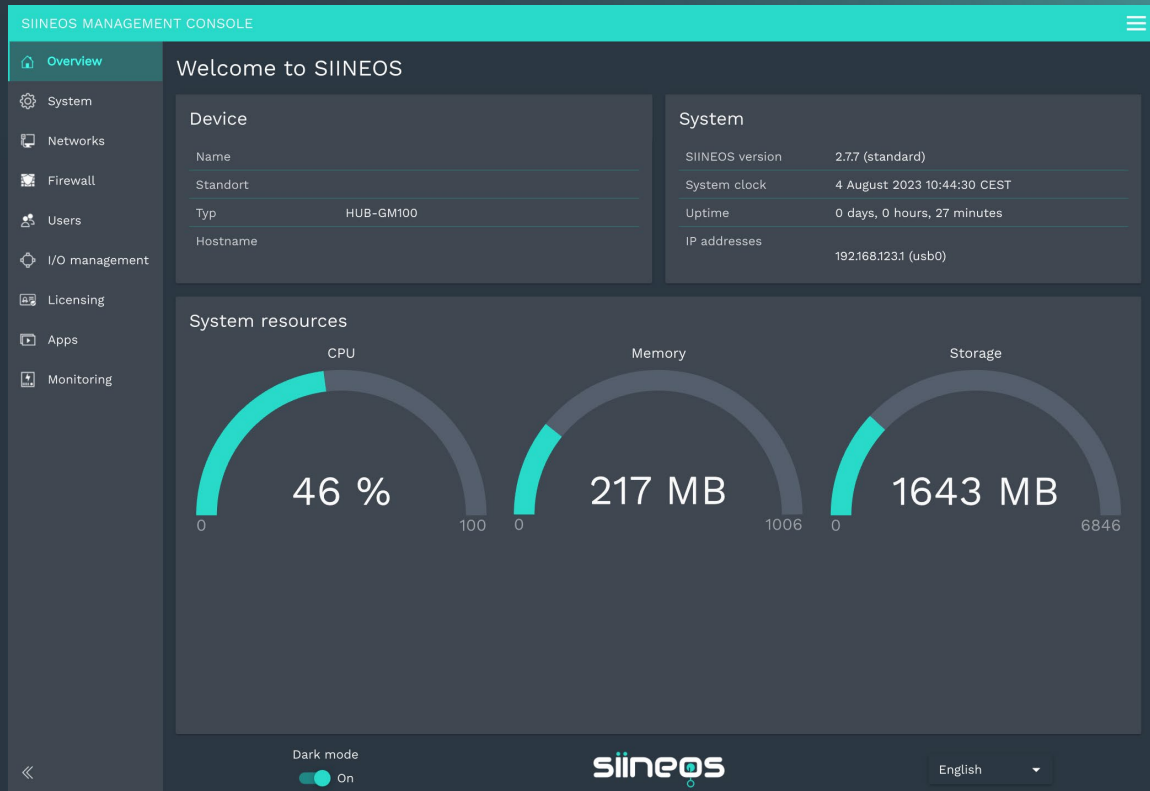 SIINEOS MANAGEMENT CONSOLE
Overview
System
Networks
Firewall
Users
I/O management
Licensing
Apps
Monitoring
Welcome to SIINEOS
Device
Name
Standort
Typ HUB-GM100
Hostname
System
SIINEOS version 2.7.7 (standard)
System clock 4 August 2023 10:44:30 CEST
Uptime 0 days, 0 hours, 27 minutes
IP addresses
192.168.123.1 (usb0)
System resources
CPU
46 %
0 100
Memory
217 MB
0 1006
Storage
1643 MB
0 6846
Dark mode
On
siineos
English